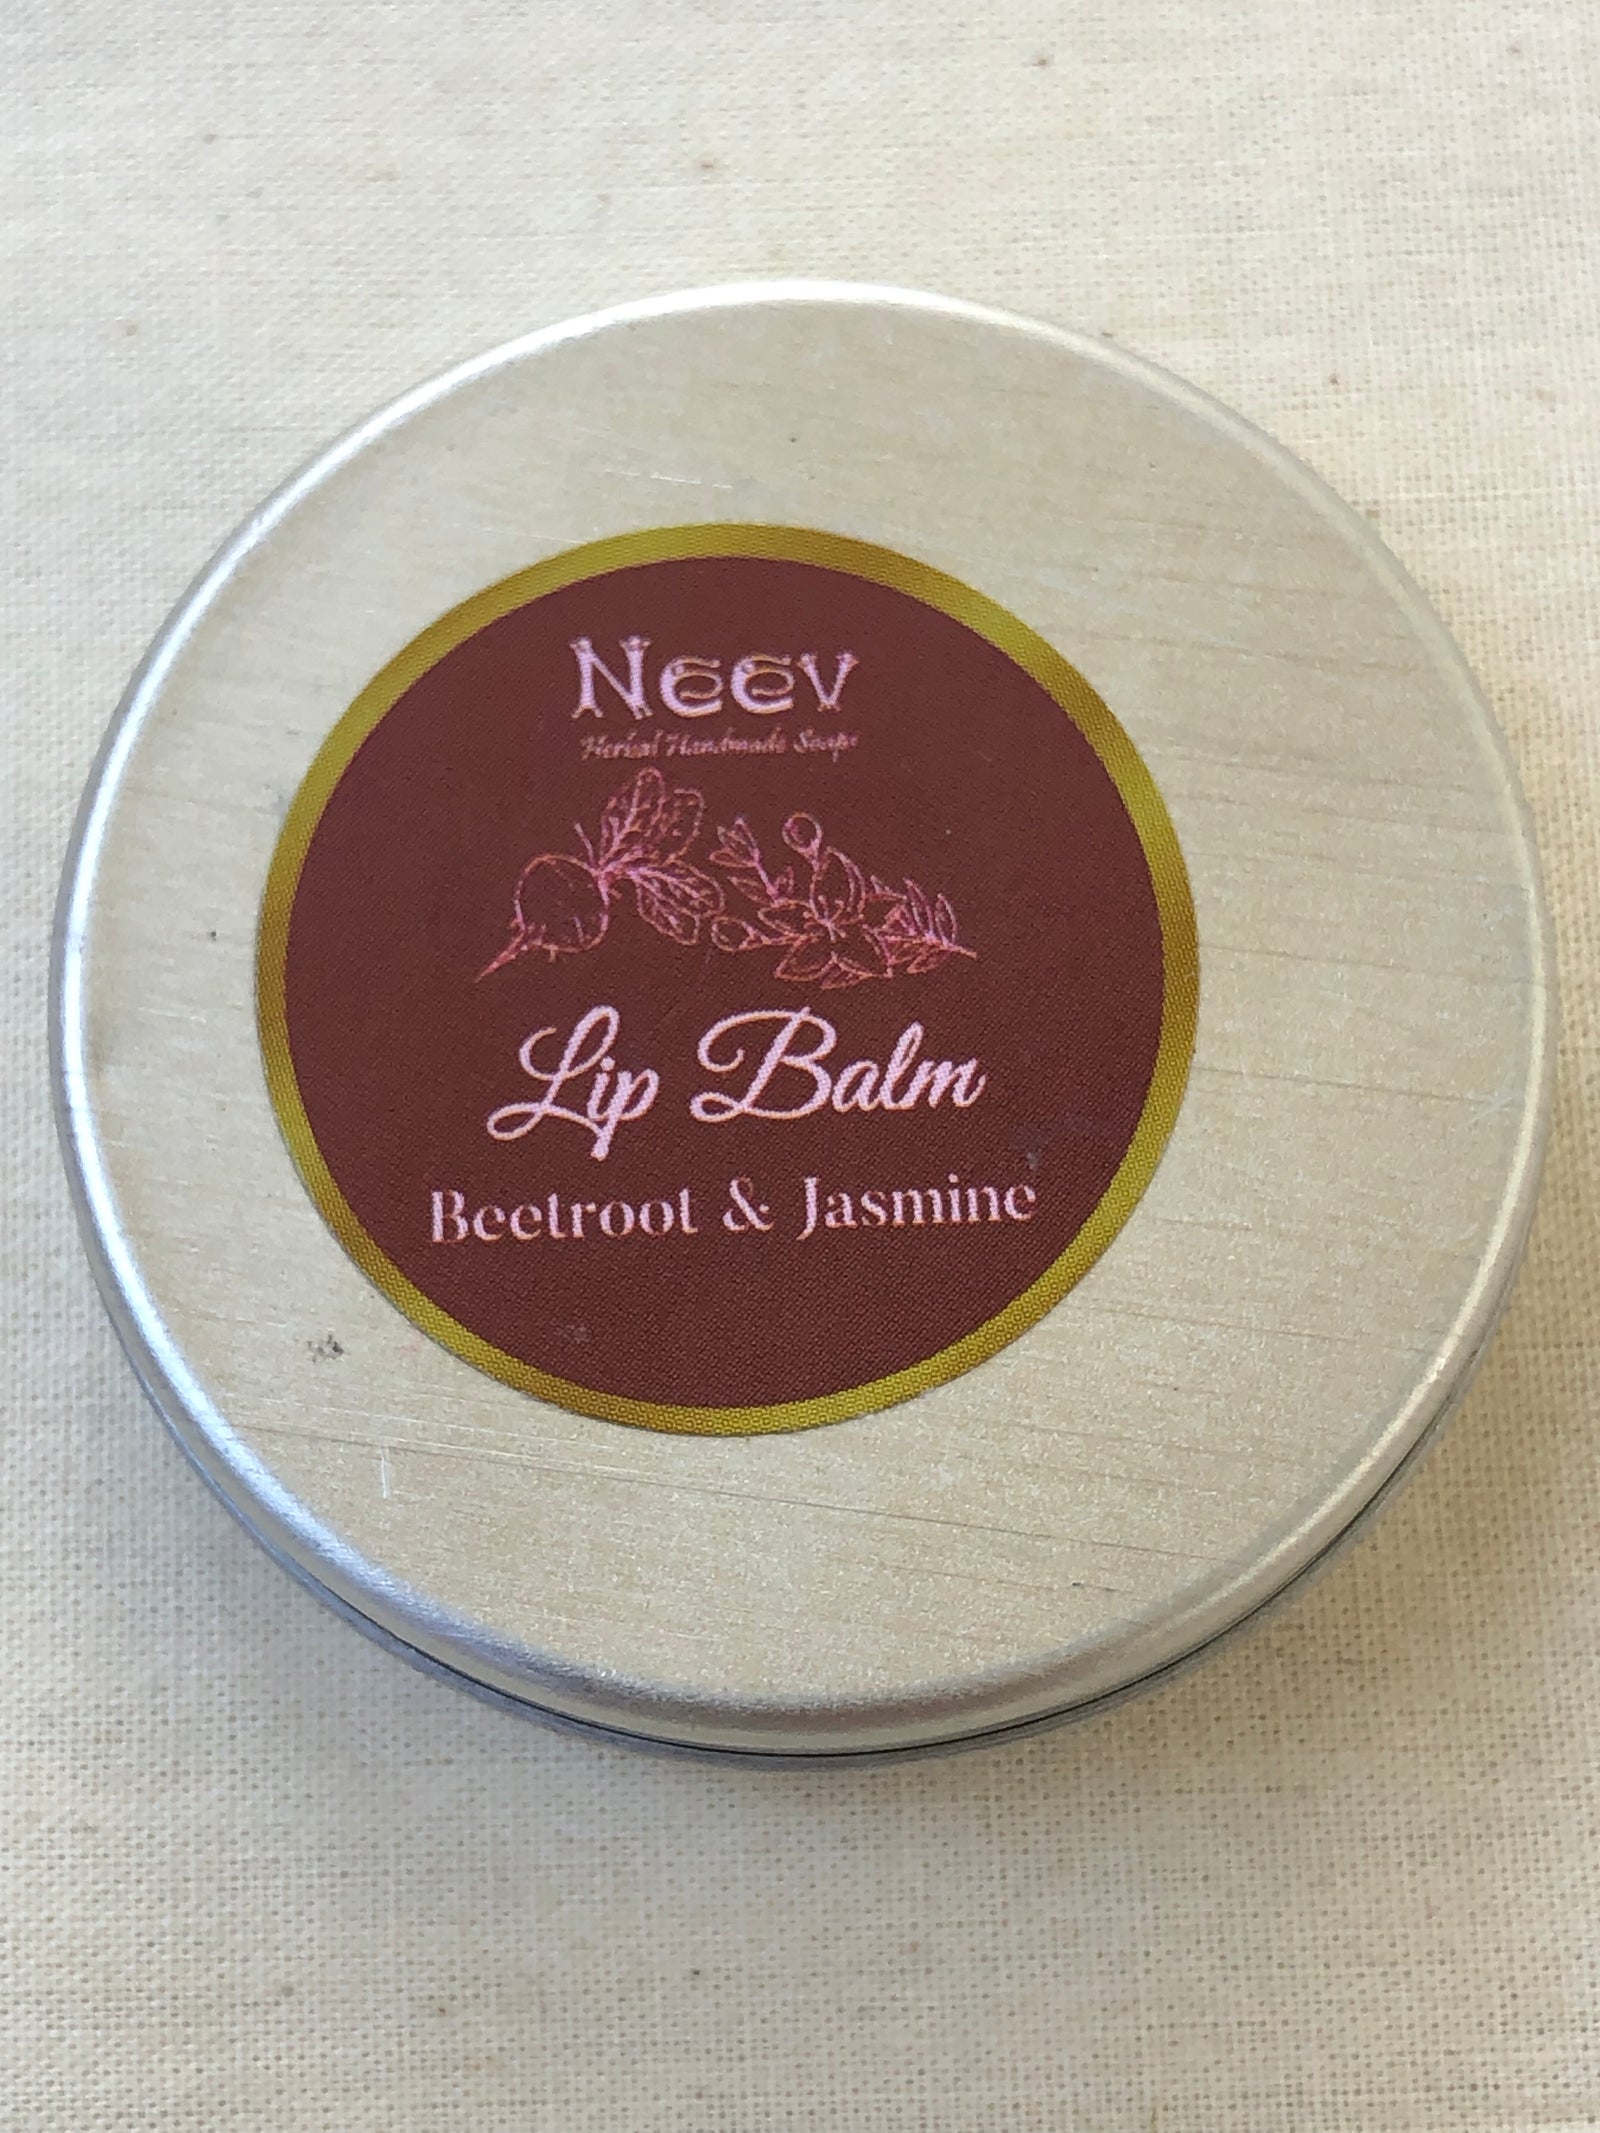 Neev
Herbal Handmade Soaps
Lip Balm
Beetroot & Jasmine